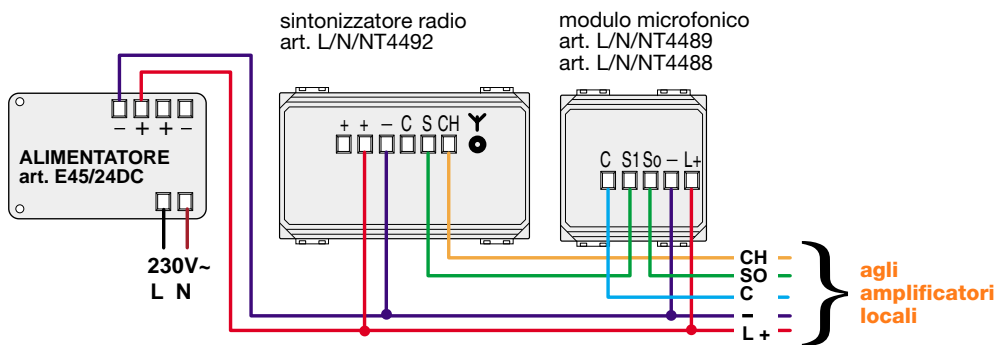 sintonizzatore radio
art. L/N/NT4492
modulo microfonico
art. L/N/NT4489
art. L/N/NT4488
− + + −
ALIMENTATORE
art. E45/24DC
230V~
L N
+ + − C S CH
C S1 So − L+
CH
SO
C
-
L +
agli
amplificatori
locali